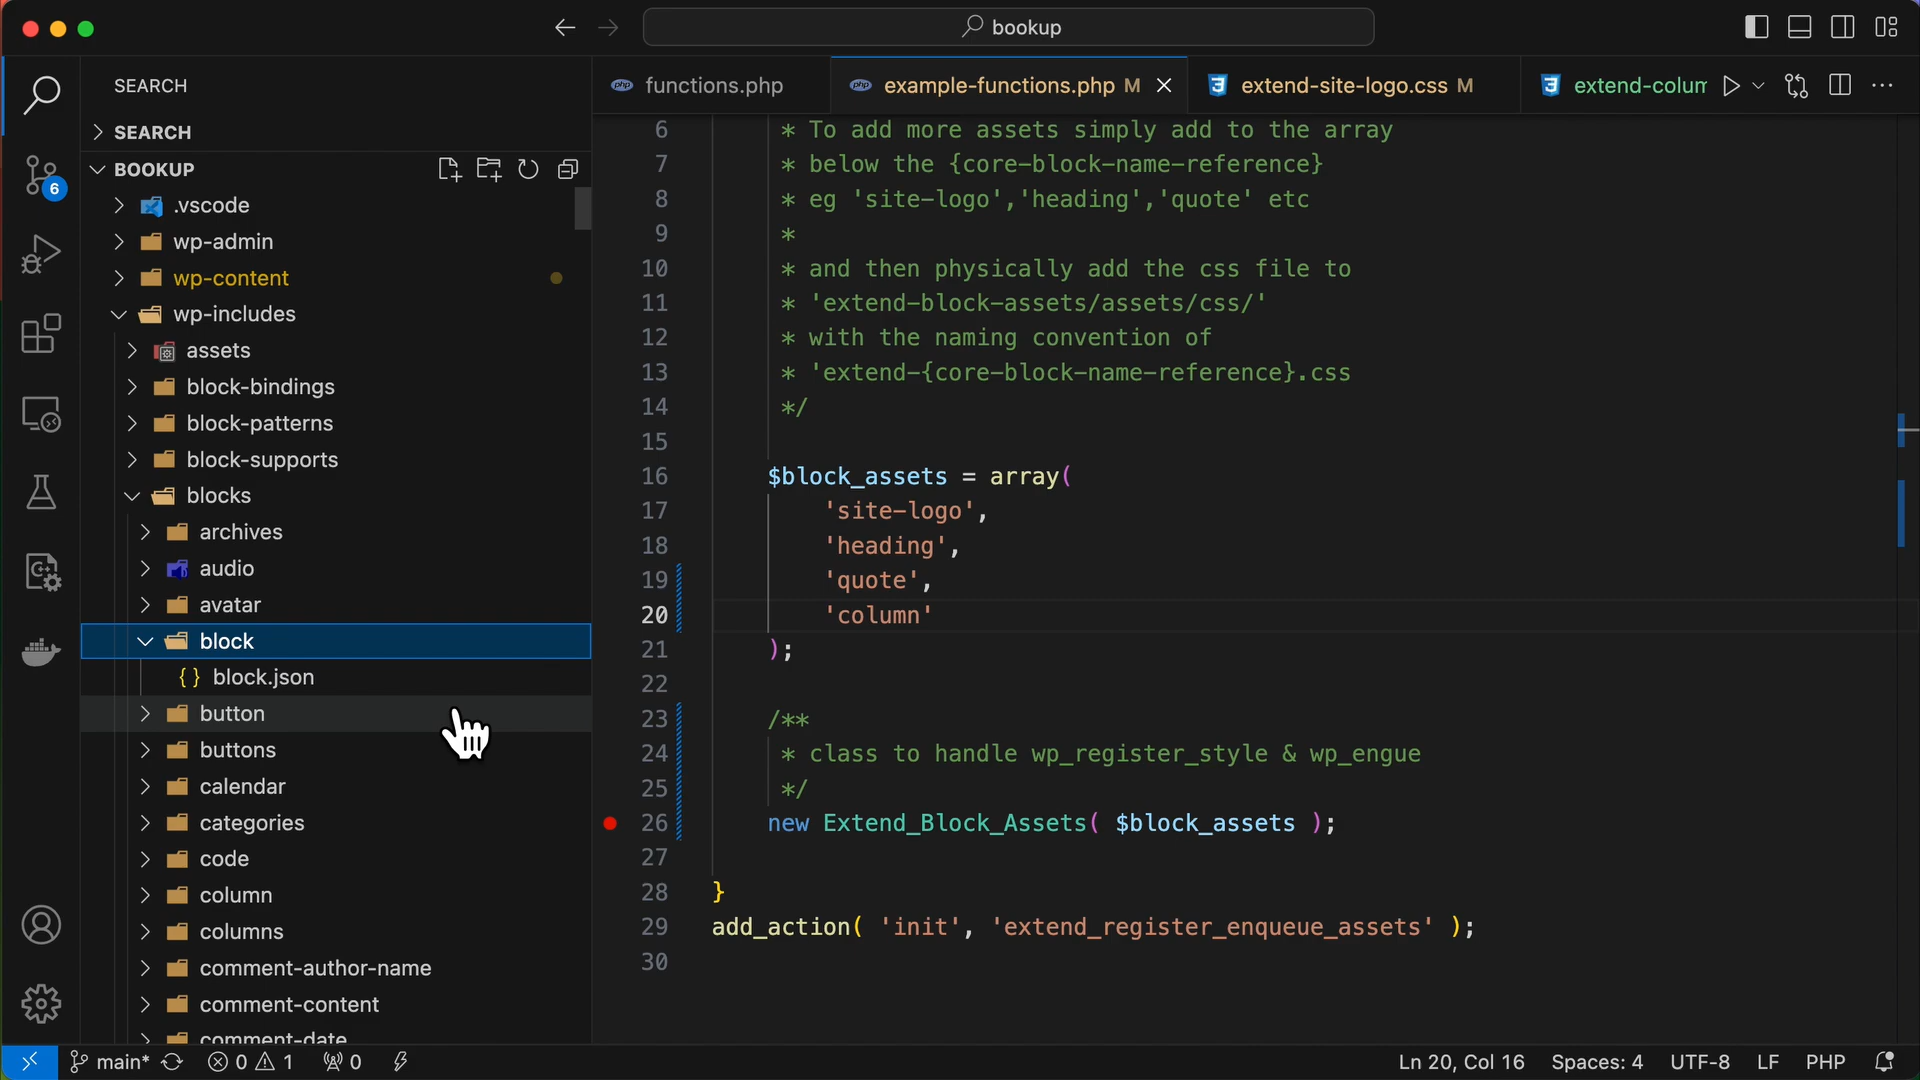 bookup
SEARCH
SEARCH
BOOKUP
.vscode
wp-admin
wp-content
wp-includes
assets
block-bindings
block-patterns
block-supports
blocks
archives
audio
avatar
block
{ } block.json
button
buttons
calendar
categories
code
column
columns
comment-author-name
comment-content
comment-date
6
functions.php
example-functions.php M
extend-site-logo.css M
extend-colum
6 * To add more assets simply add to the array
7 * below the {core-block-name-reference}
8 * eg 'site-logo','heading','quote' etc
9 *
10 * and then physically add the css file to
11 * 'extend-block-assets/assets/css/'
12 * with the naming convention of
13 * 'extend-{core-block-name-reference}.css
14 */
15
16 $block_assets = array(
17 'site-logo',
18 'heading',
19 'quote',
20 'column'
21 );
22
23 /**
24 * class to handle wp_register_style & wp_engue
25 */
26 new Extend_Block_Assets( $block_assets );
27
28 }
29 add_action( 'init', 'extend_register_enqueue_assets' );
30
main* 0 1 0
Ln 20, Col 16 Spaces: 4 UTF-8 LF PHP